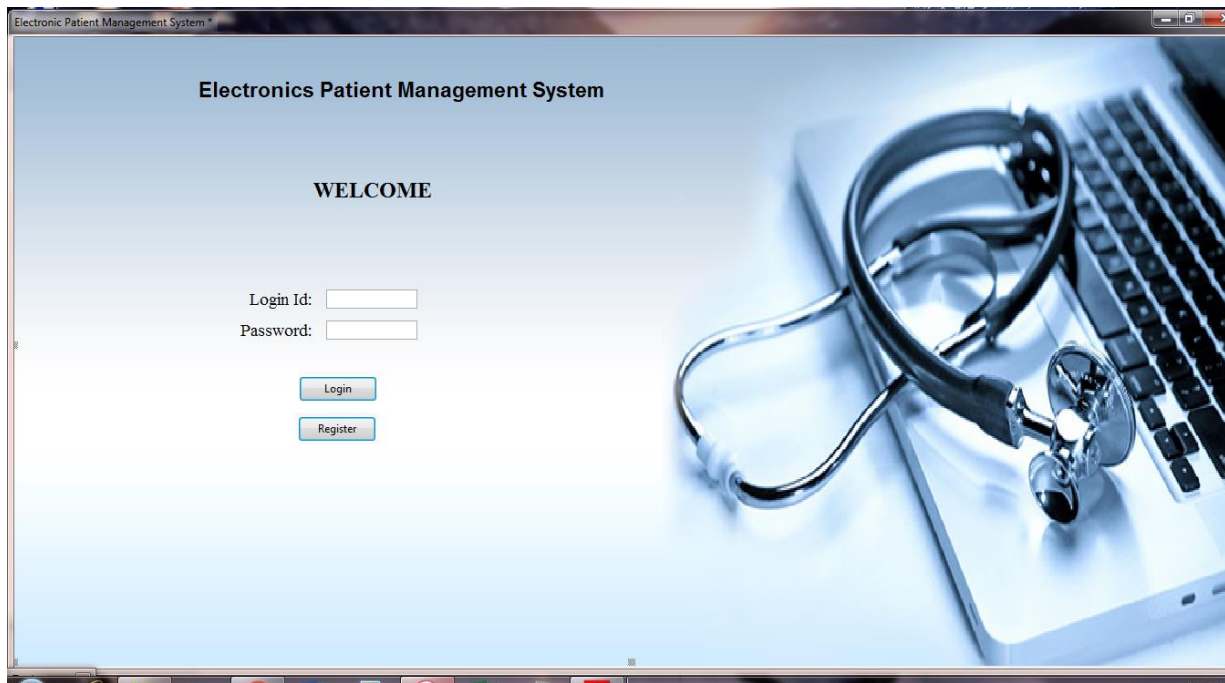 Electronic Patient Management System *
Electronics Patient Management System
WELCOME
Login Id:
Password:
Login
Register